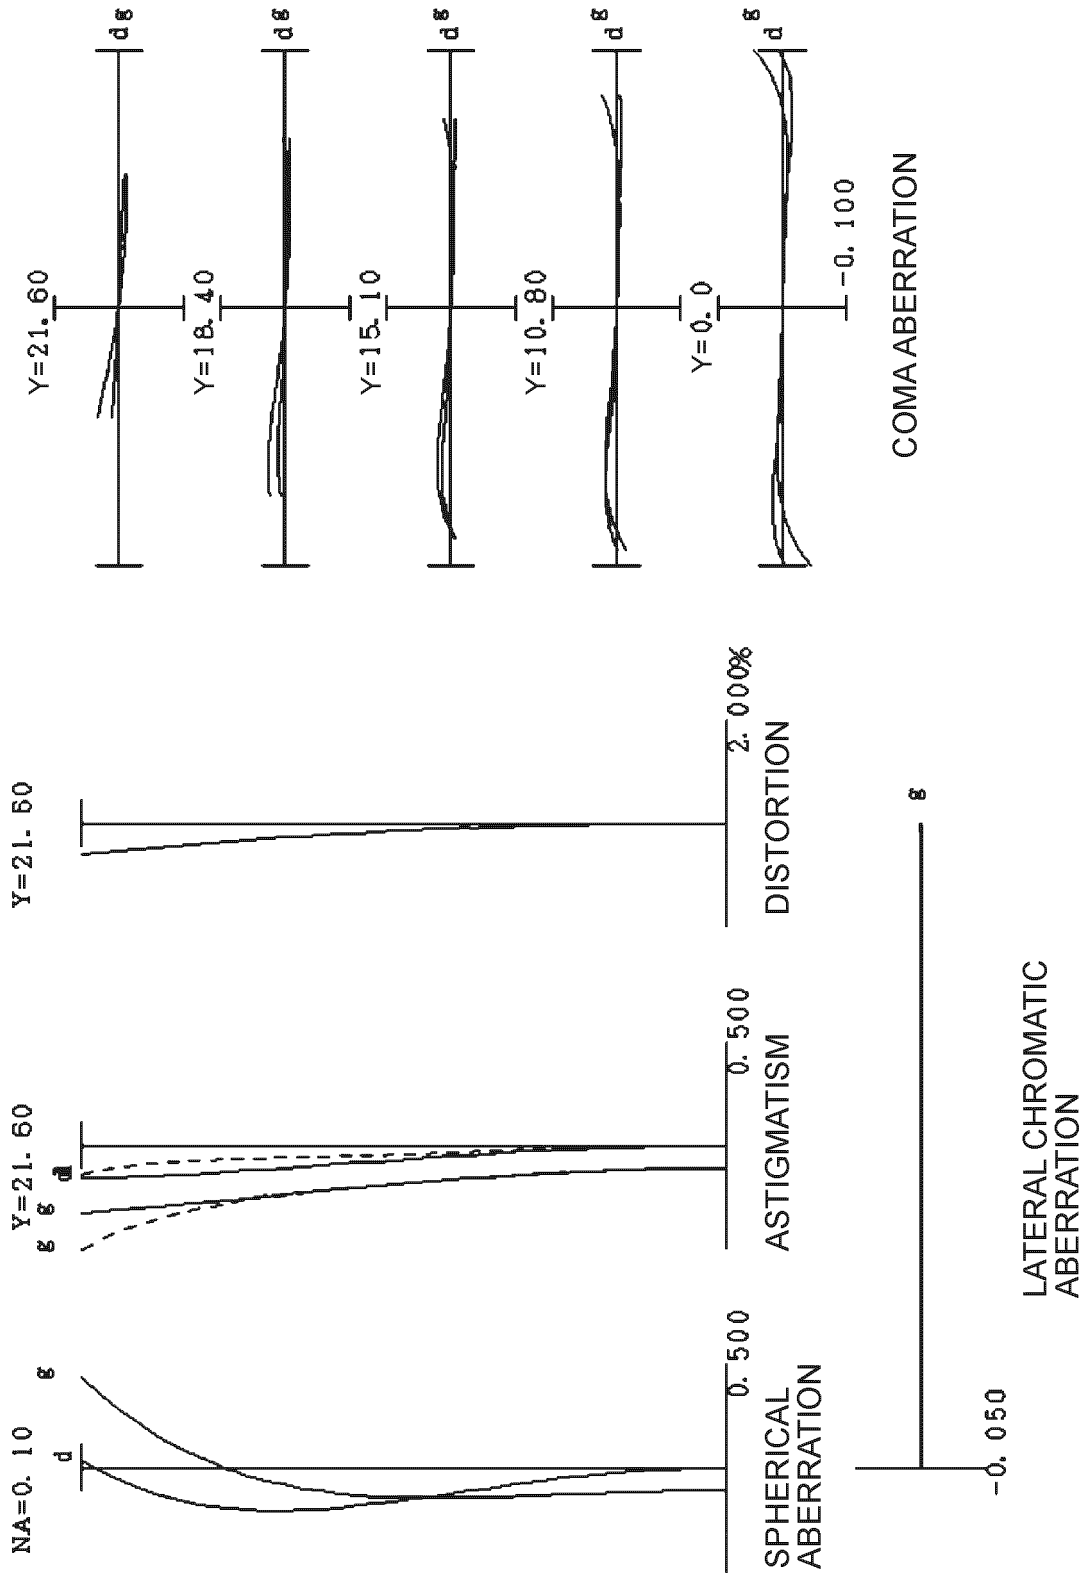 NA=0. 10
d
g
0. 500
SPHERICAL
ABERRATION
Y=21. 60
g
g
d
0. 500
ASTIGMATISM
Y=21. 60
2. 000%
DISTORTION
Y=21. 60
d g
Y=18. 40
d g
Y=15. 10
d g
Y=10. 80
d g
Y=0. 0
d g
-0. 100
COMA ABERRATION
g
-0. 050
LATERAL CHROMATIC
ABERRATION